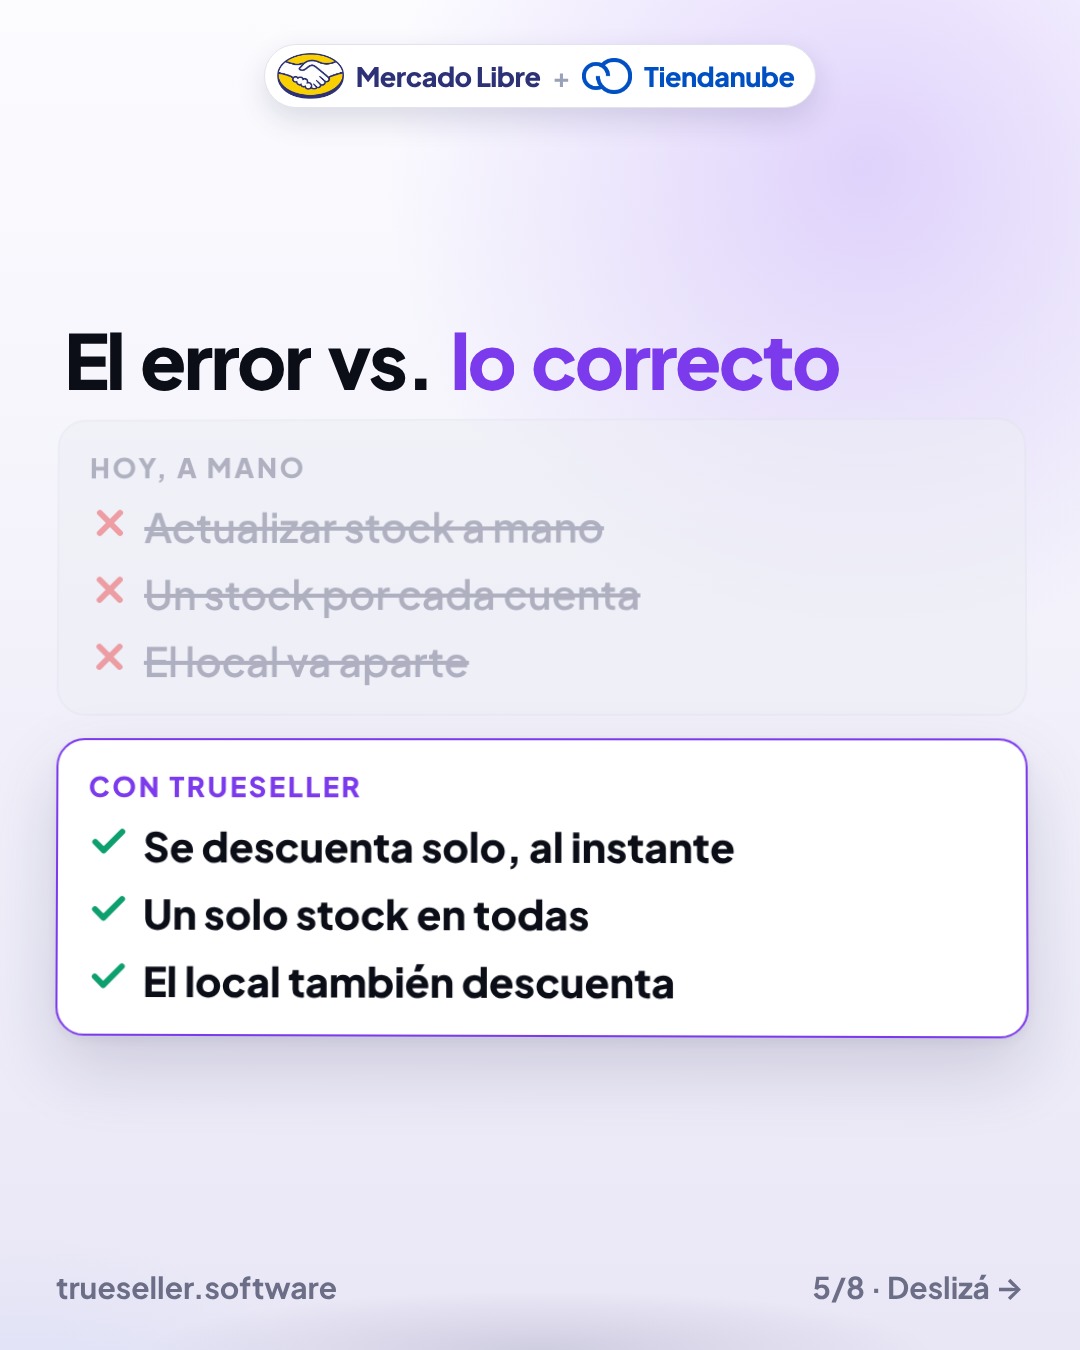 Mercado Libre + Tiendanube
El error vs. lo correcto
HOY, A MANO
Actualizar stock a mano
Un stock por cada cuenta
El local va aparte
CON TRUESELLER
Se descuenta solo, al instante
Un solo stock en todas
El local también descuenta
trueseller.software
5/8 · Deslizá →